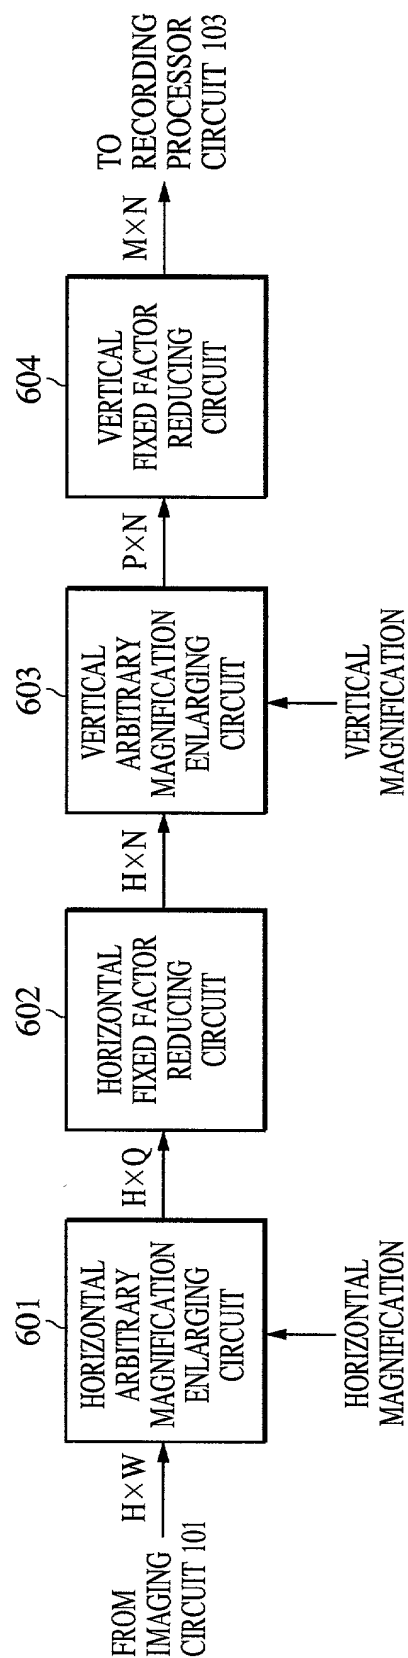 FROM
IMAGING
CIRCUIT 101
H×W
601
HORIZONTAL
ARBITRARY
MAGNIFICATION
ENLARGING
CIRCUIT
HORIZONTAL
MAGNIFICATION
H×Q
602
HORIZONTAL
FIXED FACTOR
REDUCING
CIRCUIT
H×N
603
VERTICAL
ARBITRARY
MAGNIFICATION
ENLARGING
CIRCUIT
VERTICAL
MAGNIFICATION
P×N
604
VERTICAL
FIXED FACTOR
REDUCING
CIRCUIT
M×N
TO
RECORDING
PROCESSOR
CIRCUIT 103